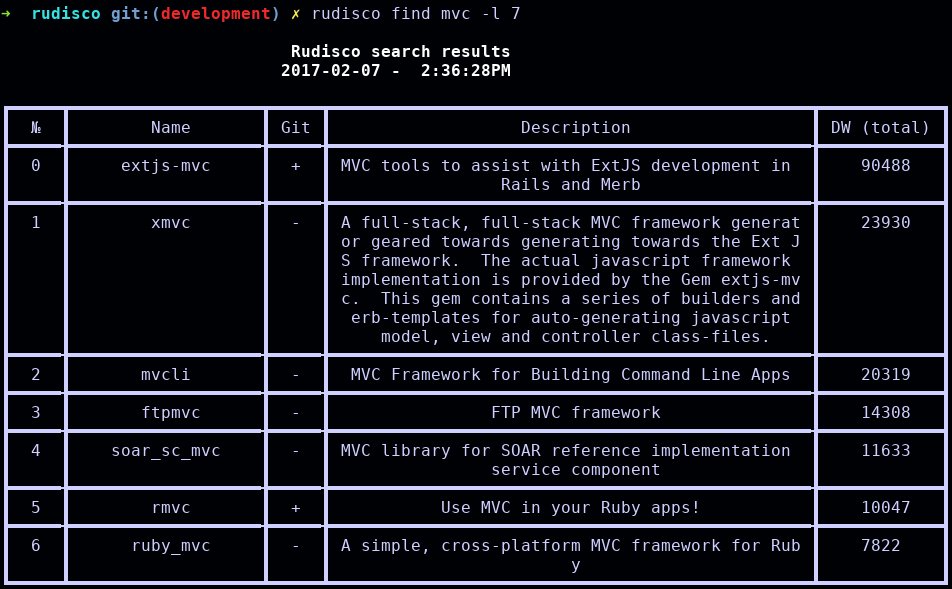 → rudisco git:(development) ✗ rudisco find mvc -l 7
Rudisco search results
2017-02-07 -  2:36:28PM
№ Name Git Description DW (total)
0 extjs-mvc + MVC tools to assist with ExtJS development in 90488
Rails and Merb
1 xmvc - A full-stack, full-stack MVC framework generat 23930
or geared towards generating towards the Ext J
S framework.  The actual javascript framework
implementation is provided by the Gem extjs-mv
c.  This gem contains a series of builders and
erb-templates for auto-generating javascript
model, view and controller class-files.
2 mvcli - MVC Framework for Building Command Line Apps 20319
3 ftpmvc - FTP MVC framework 14308
4 soar_sc_mvc - MVC library for SOAR reference implementation 11633
service component
5 rmvc + Use MVC in your Ruby apps! 10047
6 ruby_mvc - A simple, cross-platform MVC framework for Rub 7822
y